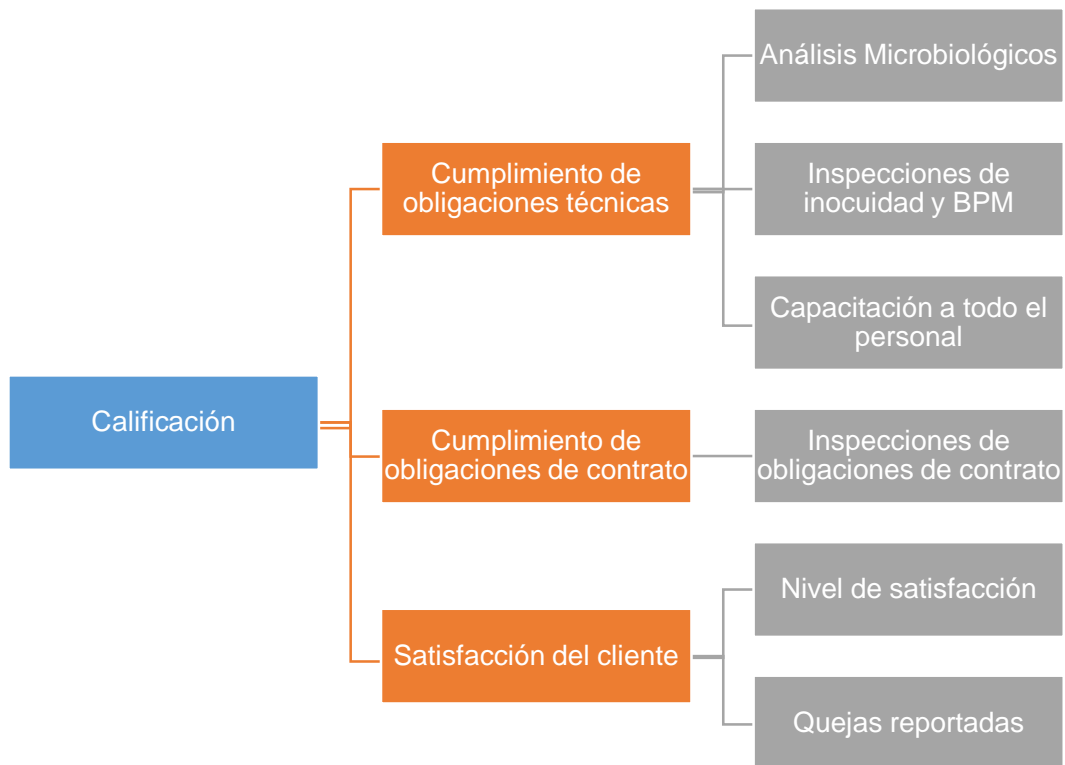 Análisis Microbiológicos
Cumplimiento de
obligaciones técnicas
Inspecciones de
inocuidad y BPM
Capacitación a todo el
personal
Calificación
Cumplimiento de
obligaciones de contrato
Inspecciones de
obligaciones de contrato
Satisfacción del cliente
Nivel de satisfacción
Quejas reportadas